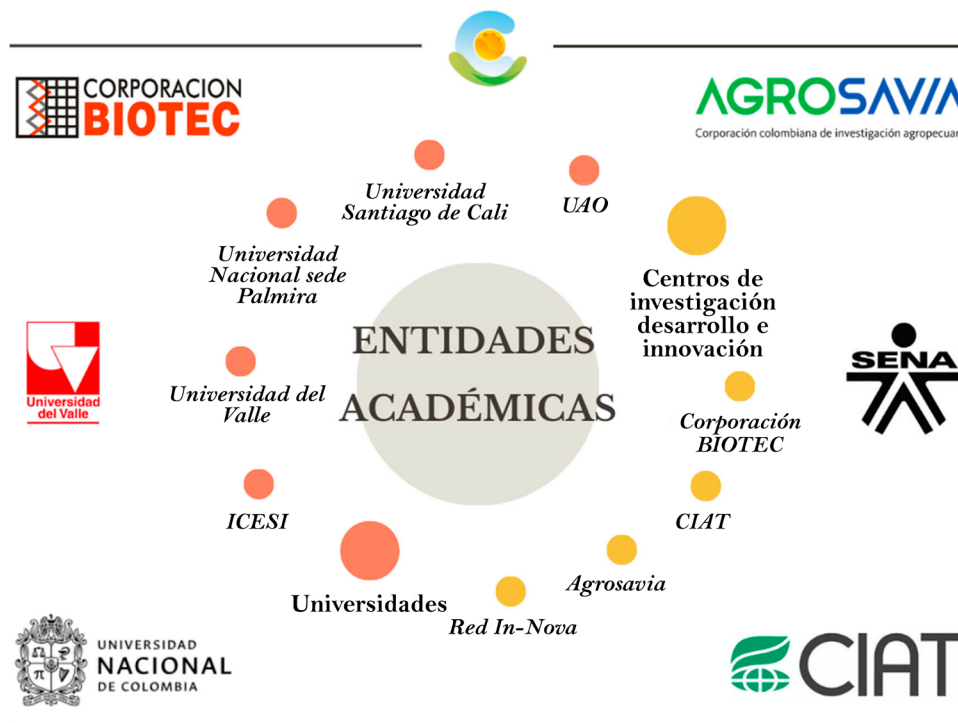 CORPORACION
BIOTEC
AGROSAVIA
Corporación colombiana de investigación agropecuar
Universidad
Santiago de Cali
UAO
Universidad
Nacional sede
Palmira
Centros de
investigación
desarrollo e
innovación
ENTIDADES
ACADÉMICAS
Universidad
del Valle
SENA
Universidad del
Valle
Corporación
BIOTEC
ICESI
CIAT
Universidades
Agrosavia
Red In-Nova
UNIVERSIDAD
NACIONAL
DE COLOMBIA
CIAT